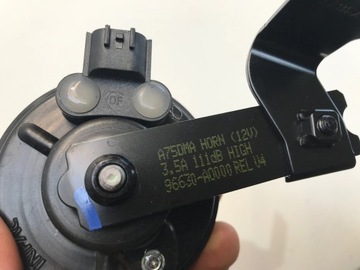 A75DMA HORN (12V)
3.5A 111dB HIGH
96630-A0000 REL V4